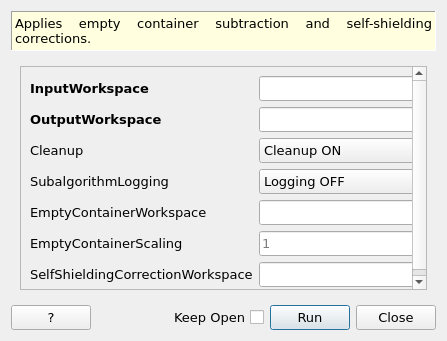 Applies empty container subtraction and self-shielding
corrections.
InputWorkspace
OutputWorkspace
Cleanup Cleanup ON
SubalgorithmLogging Logging OFF
EmptyContainerWorkspace
EmptyContainerScaling 1
SelfShieldingCorrectionWorkspace
? Keep Open Run Close